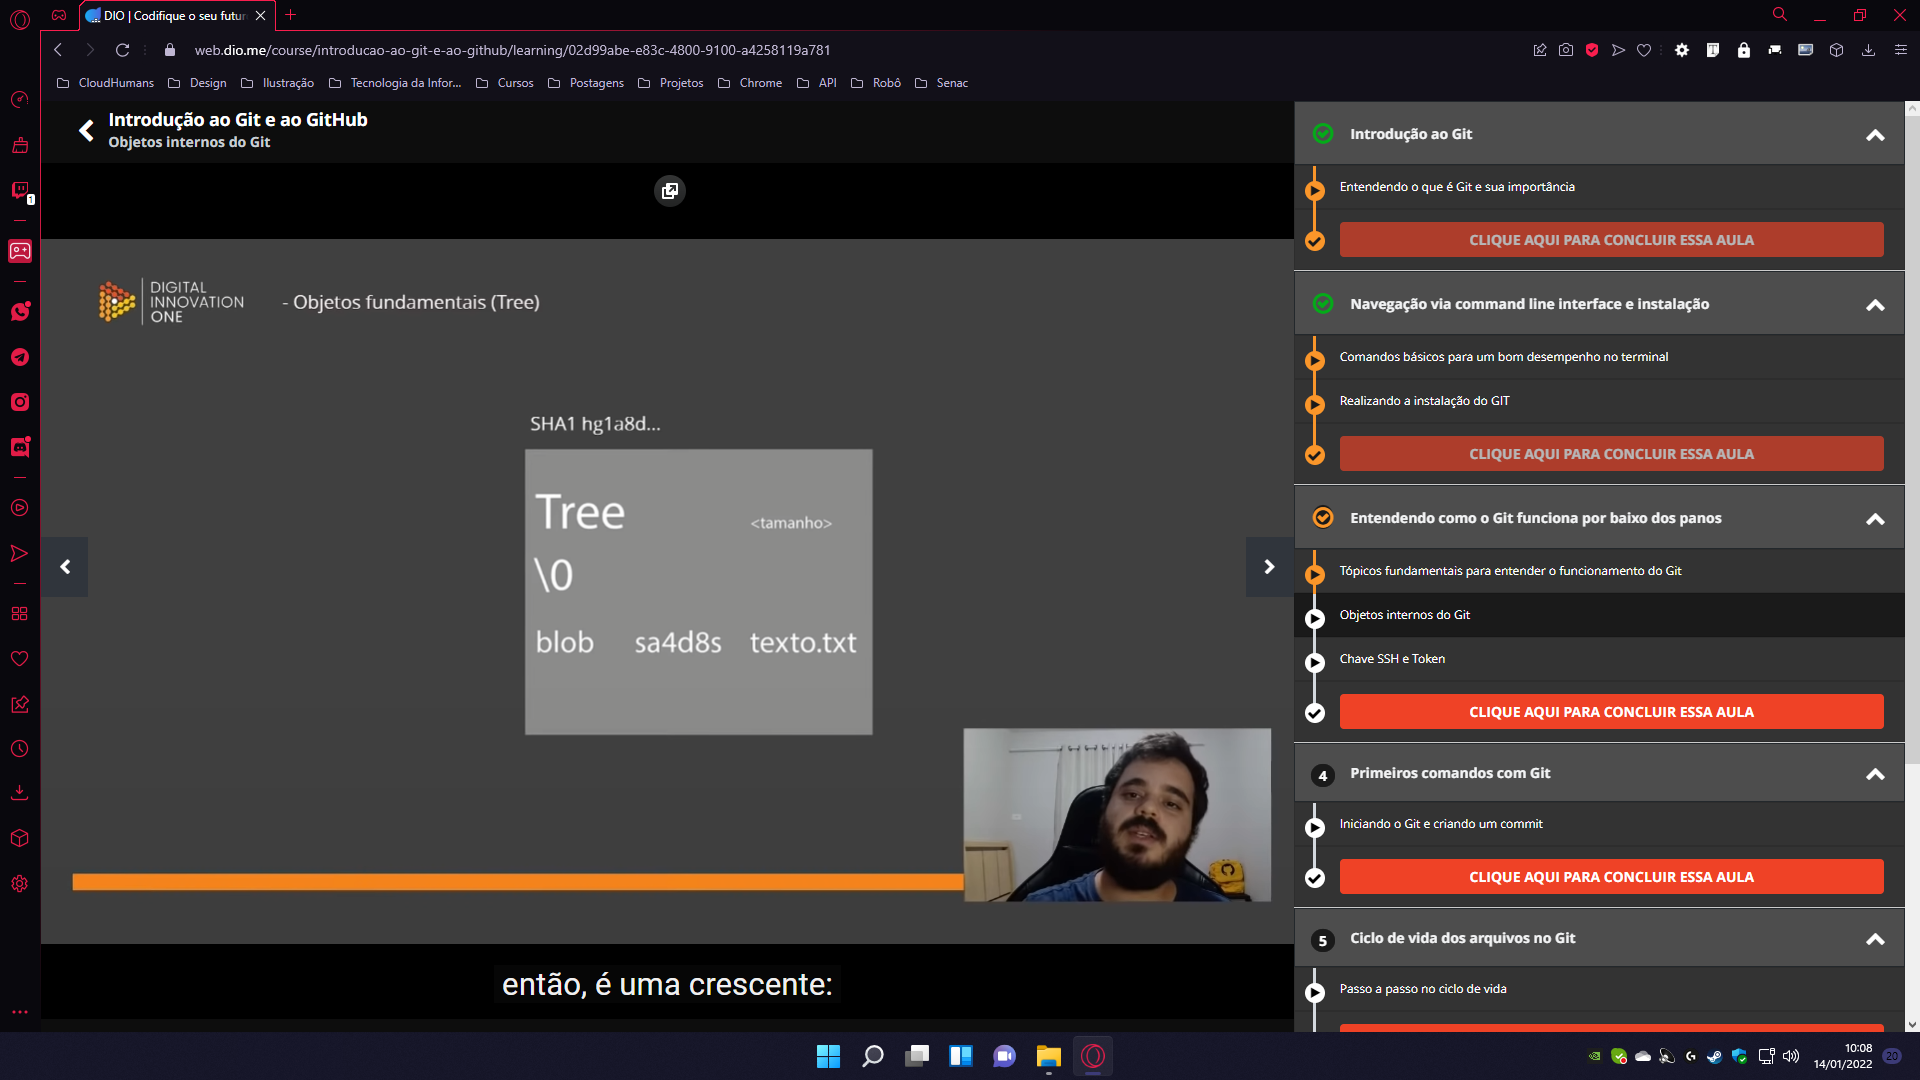 DIO | Codifique o seu futur
web.dio.me/course/introducao-ao-git-e-ao-github/learning/02d99abe-e83c-4800-9100-a4258119a781
CloudHumans Design Ilustração Tecnologia da Infor... Cursos Postagens Projetos Chrome API Robô Senac
1
Introdução ao Git e ao GitHub
Objetos internos do Git
DIGITAL
INNOVATION
ONE
- Objetos fundamentais (Tree)
SHA1 hg1a8d...
Tree <tamanho>
\0
blob sa4d8s texto.txt
então, é uma crescente:
Introdução ao Git
Entendendo o que é Git e sua importância
CLIQUE AQUI PARA CONCLUIR ESSA AULA
Navegação via command line interface e instalação
Comandos básicos para um bom desempenho no terminal
Realizando a instalação do GIT
CLIQUE AQUI PARA CONCLUIR ESSA AULA
Entendendo como o Git funciona por baixo dos panos
Tópicos fundamentais para entender o funcionamento do Git
Objetos internos do Git
Chave SSH e Token
CLIQUE AQUI PARA CONCLUIR ESSA AULA
4 Primeiros comandos com Git
Iniciando o Git e criando um commit
CLIQUE AQUI PARA CONCLUIR ESSA AULA
5 Ciclo de vida dos arquivos no Git
Passo a passo no ciclo de vida
10:08
14/01/2022
20